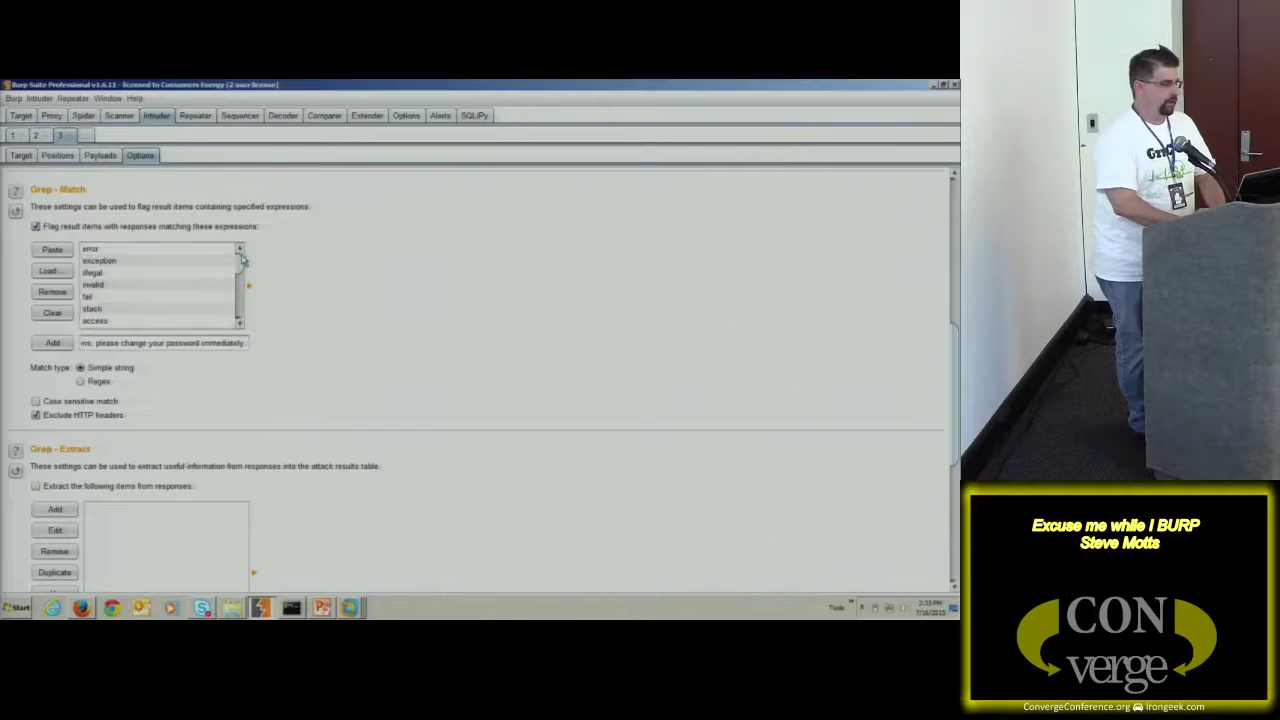 Burp Suite Professional v1.6.11 - licensed to Consumers Energy [2 user license]
Burp Intruder Repeater Window Help
Target Proxy Spider Scanner Intruder Repeater Sequencer Decoder Comparer Extender Options Alerts SQLiPy
1 2 3 ...
Target Positions Payloads Options
? Grep - Match
These settings can be used to flag result items containing specified expressions.
Flag result items with responses matching these expressions:
Paste error
exception
Load ... illegal
invalid
Remove fail
stack
Clear access
Add ns, please change your password immediately.
Match type: Simple string
Regex
Case sensitive match
Exclude HTTP headers
? Grep - Extract
These settings can be used to extract useful information from responses into the attack results table.
Extract the following items from responses:
Add
Edit
Remove
Duplicate
Start
Tools
3:33 PM
Excuse me while I BURP
Steve Motts
CON
verge
ConvergeConference.org Irongeek.com